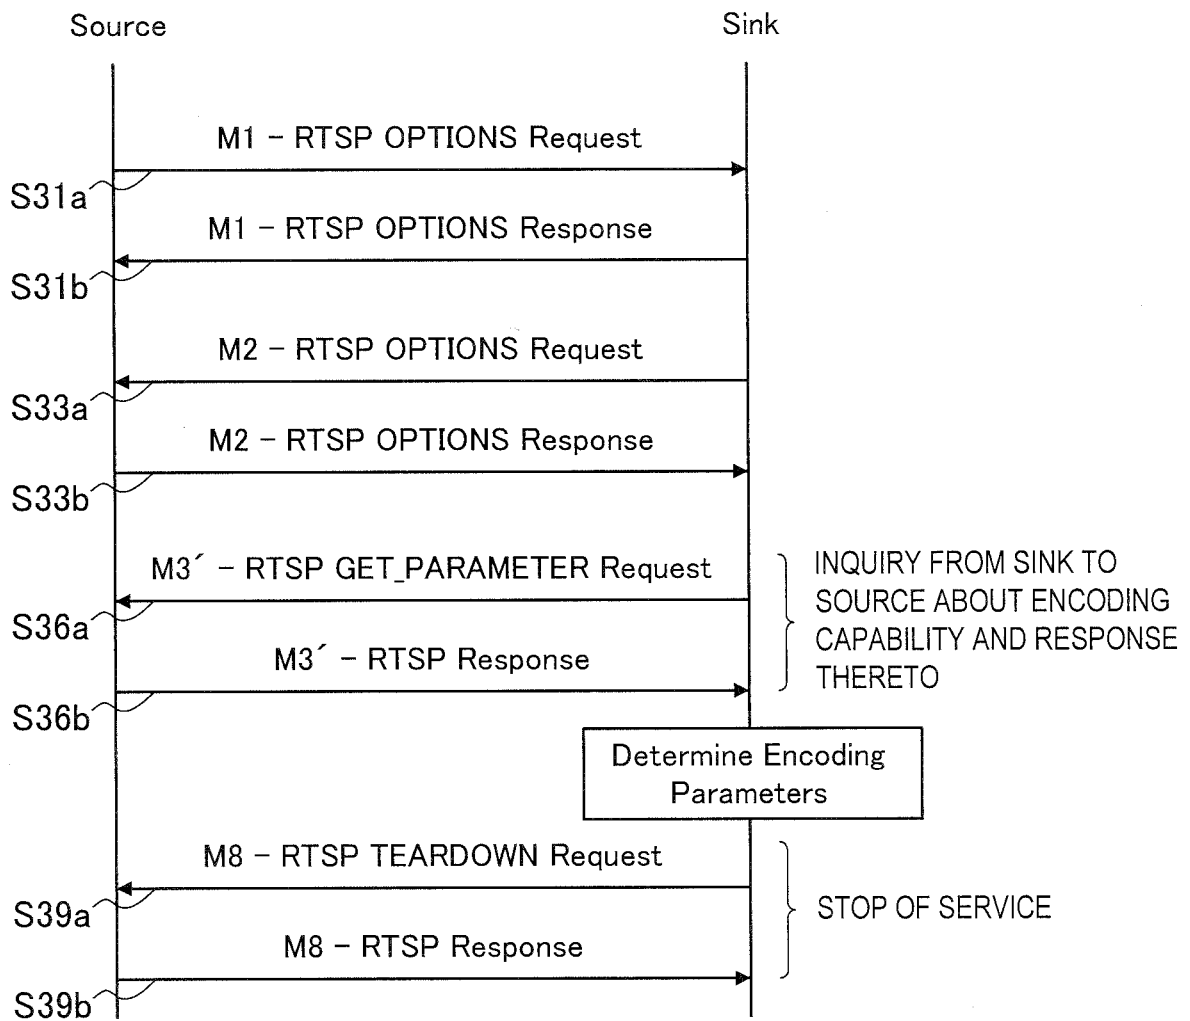 Source
Sink
M1 – RTSP OPTIONS Request
S31a
M1 – RTSP OPTIONS Response
S31b
M2 – RTSP OPTIONS Request
S33a
M2 – RTSP OPTIONS Response
S33b
M3´ – RTSP GET_PARAMETER Request
S36a
M3´ – RTSP Response
S36b
INQUIRY FROM SINK TO
SOURCE ABOUT ENCODING
CAPABILITY AND RESPONSE
THERETO
Determine Encoding
Parameters
M8 – RTSP TEARDOWN Request
S39a
M8 – RTSP Response
S39b
STOP OF SERVICE